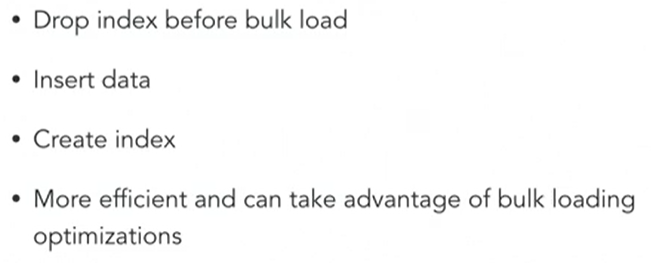 • Drop index before bulk load
• Insert data
• Create index
• More efficient and can take advantage of bulk loading
optimizations